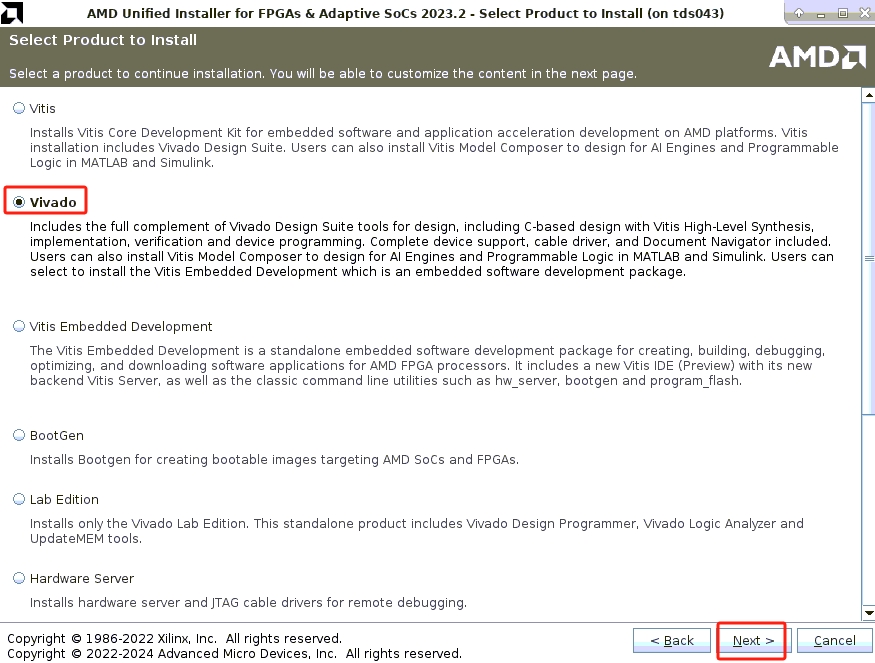 AMD Unified Installer for FPGAs & Adaptive SoCs 2023.2 - Select Product to Install (on tds043)
Select Product to Install
Select a product to continue installation. You will be able to customize the content in the next page.
AMD
Vitis
Installs Vitis Core Development Kit for embedded software and application acceleration development on AMD platforms. Vitis
installation includes Vivado Design Suite. Users can also install Vitis Model Composer to design for AI Engines and Programmable
Logic in MATLAB and Simulink.
Vivado
Includes the full complement of Vivado Design Suite tools for design, including C-based design with Vitis High-Level Synthesis,
implementation, verification and device programming. Complete device support, cable driver, and Document Navigator included.
Users can also install Vitis Model Composer to design for AI Engines and Programmable Logic in MATLAB and Simulink. Users can
select to install the Vitis Embedded Development which is an embedded software development package.
Vitis Embedded Development
The Vitis Embedded Development is a standalone embedded software development package for creating, building, debugging,
optimizing, and downloading software applications for AMD FPGA processors. It includes a new Vitis IDE (Preview) with its new
backend Vitis Server, as well as the classic command line utilities such as hw_server, bootgen and program_flash.
BootGen
Installs Bootgen for creating bootable images targeting AMD SoCs and FPGAs.
Lab Edition
Installs only the Vivado Lab Edition. This standalone product includes Vivado Design Programmer, Vivado Logic Analyzer and
UpdateMEM tools.
Hardware Server
Installs hardware server and JTAG cable drivers for remote debugging.
Copyright © 1986-2022 Xilinx, Inc. All rights reserved.
Copyright © 2022-2024 Advanced Micro Devices, Inc. All rights reserved.
< Back
Next >
Cancel